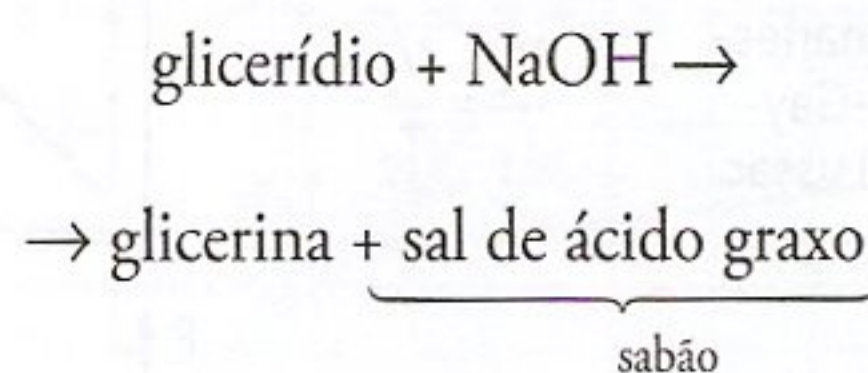 glicerídio + NaOH →
→ glicerina + sal de ácido graxo
sabão